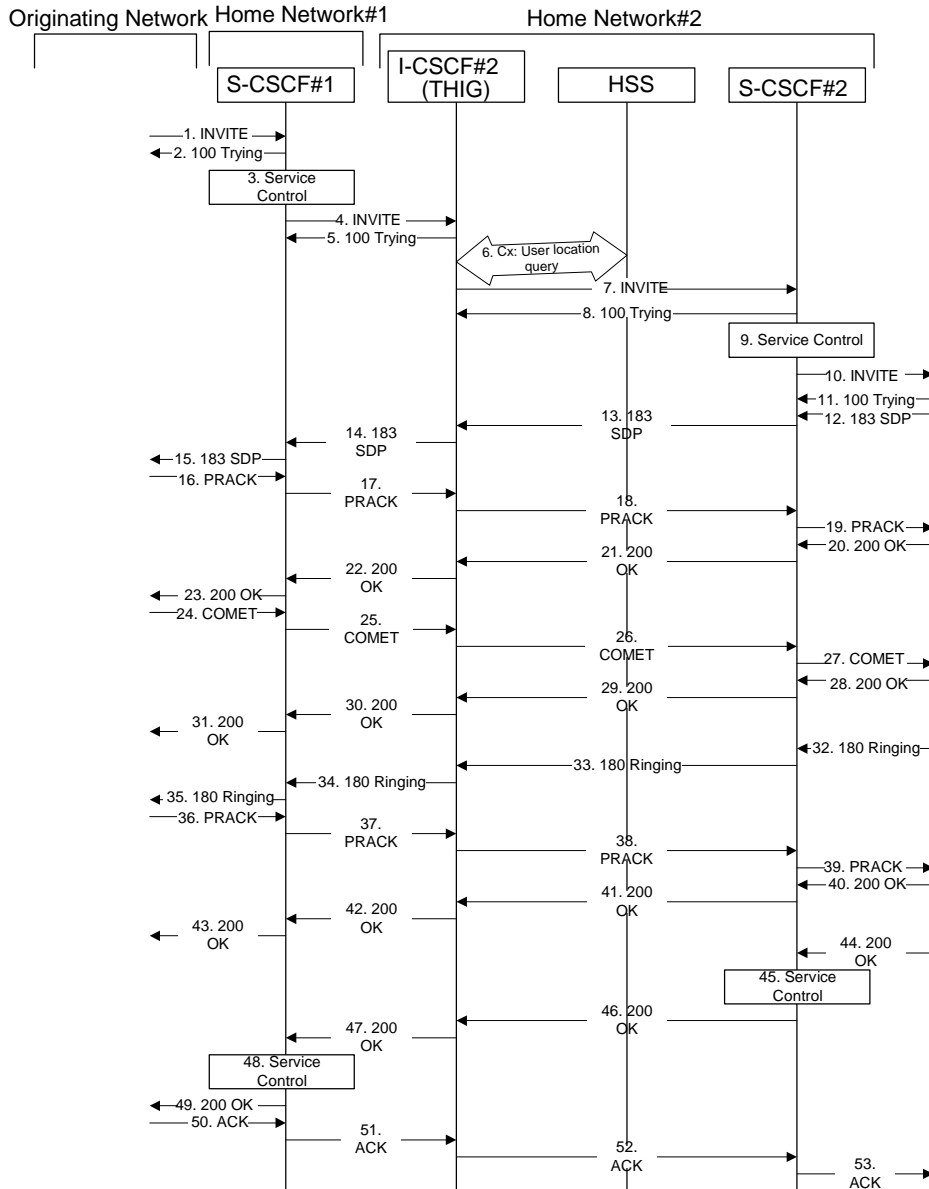 Originating Network
Home Network#1
Home Network#2
S-CSCF#1
I-CSCF#2
(THIG)
HSS
S-CSCF#2
1. INVITE
2. 100 Trying
3. Service
Control
4. INVITE
5. 100 Trying
6. Cx: User location
query
7. INVITE
8. 100 Trying
9. Service Control
10. INVITE
11. 100 Trying
12. 183 SDP
13. 183
SDP
14. 183
SDP
15. 183 SDP
16. PRACK
17.
PRACK
18.
PRACK
19. PRACK
20. 200 OK
21. 200
OK
22. 200
OK
23. 200 OK
24. COMET
25.
COMET
26.
COMET
27. COMET
28. 200 OK
29. 200
OK
30. 200
OK
31. 200
OK
32. 180 Ringing
33. 180 Ringing
34. 180 Ringing
35. 180 Ringing
36. PRACK
37.
PRACK
38.
PRACK
39. PRACK
40. 200 OK
41. 200
OK
42. 200
OK
43. 200
OK
44. 200
OK
45. Service
Control
46. 200
OK
47. 200
OK
48. Service
Control
49. 200 OK
50. ACK
51.
ACK
52.
ACK
53.
ACK